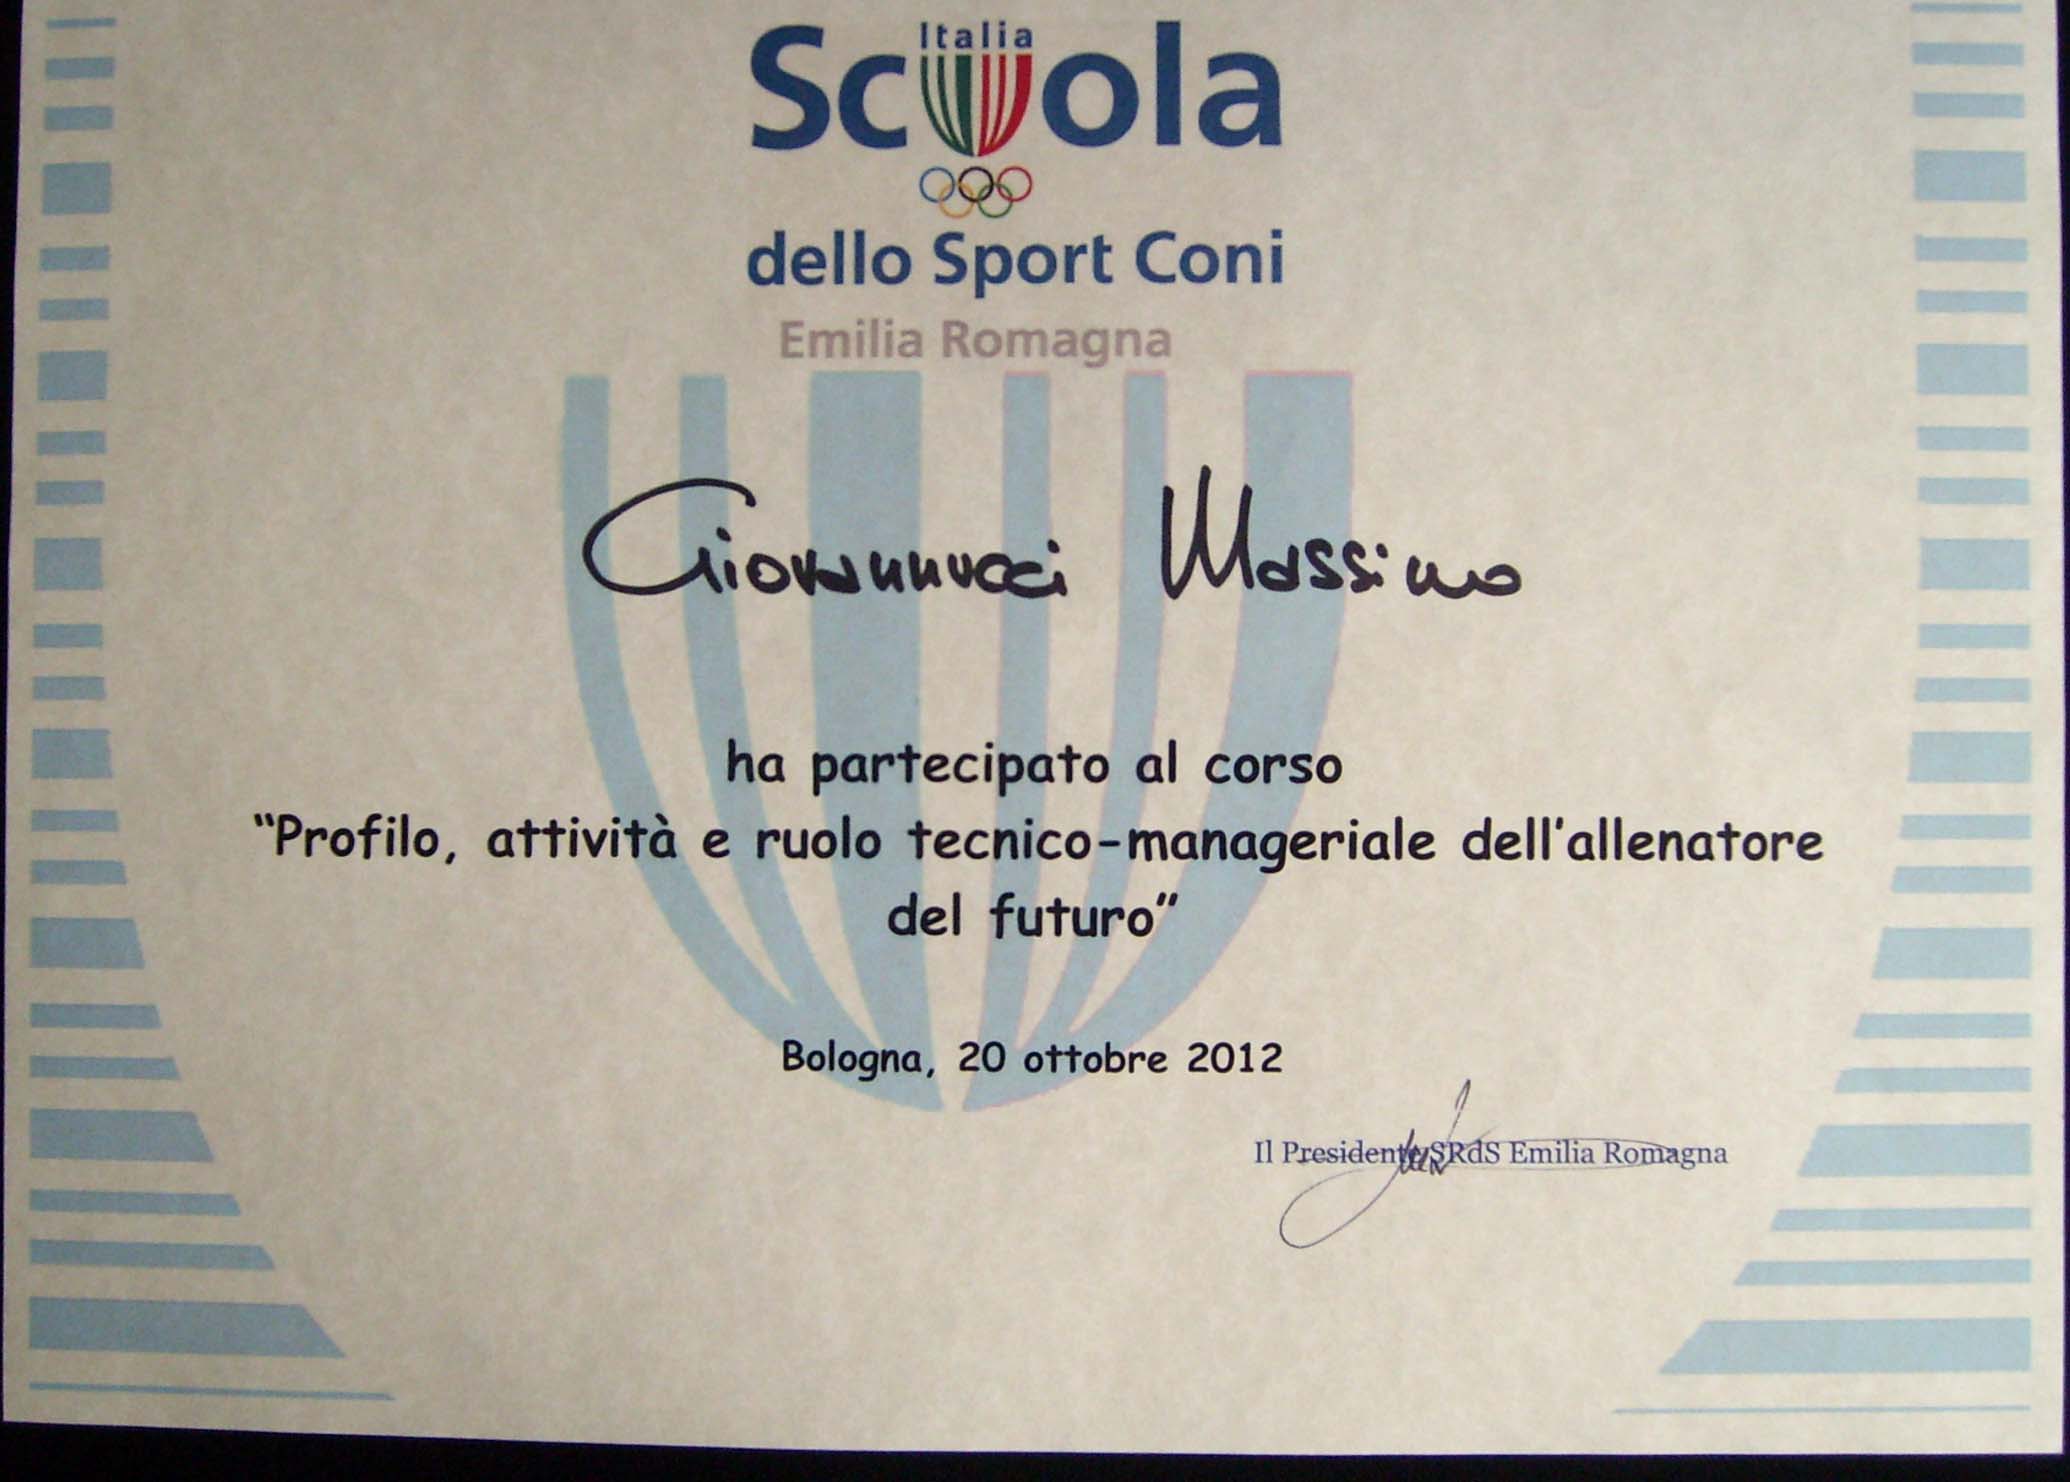 Italia
Scuola
dello Sport Coni
Emilia Romagna
Giovannucci Massimo
ha partecipato al corso
“Profilo, attività e ruolo tecnico-manageriale dell'allenatore
del futuro”
Bologna, 20 ottobre 2012
Il Presidente SRdS Emilia Romagna